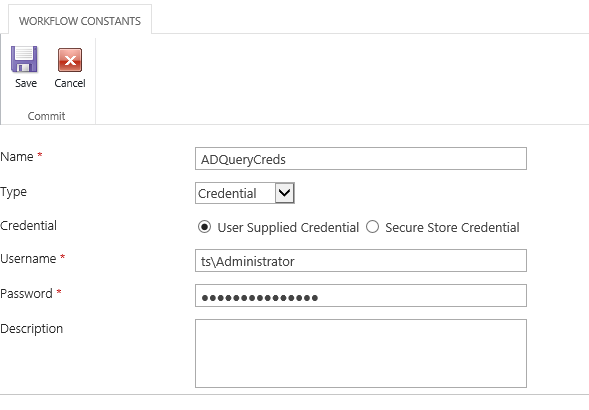 WORKFLOW CONSTANTS
Save Cancel
Commit
Name * ADQueryCreds
Type Credential
Credential User Supplied Credential Secure Store Credential
Username * ts\Administrator
Password * ●●●●●●●●●●●●●●●
Description